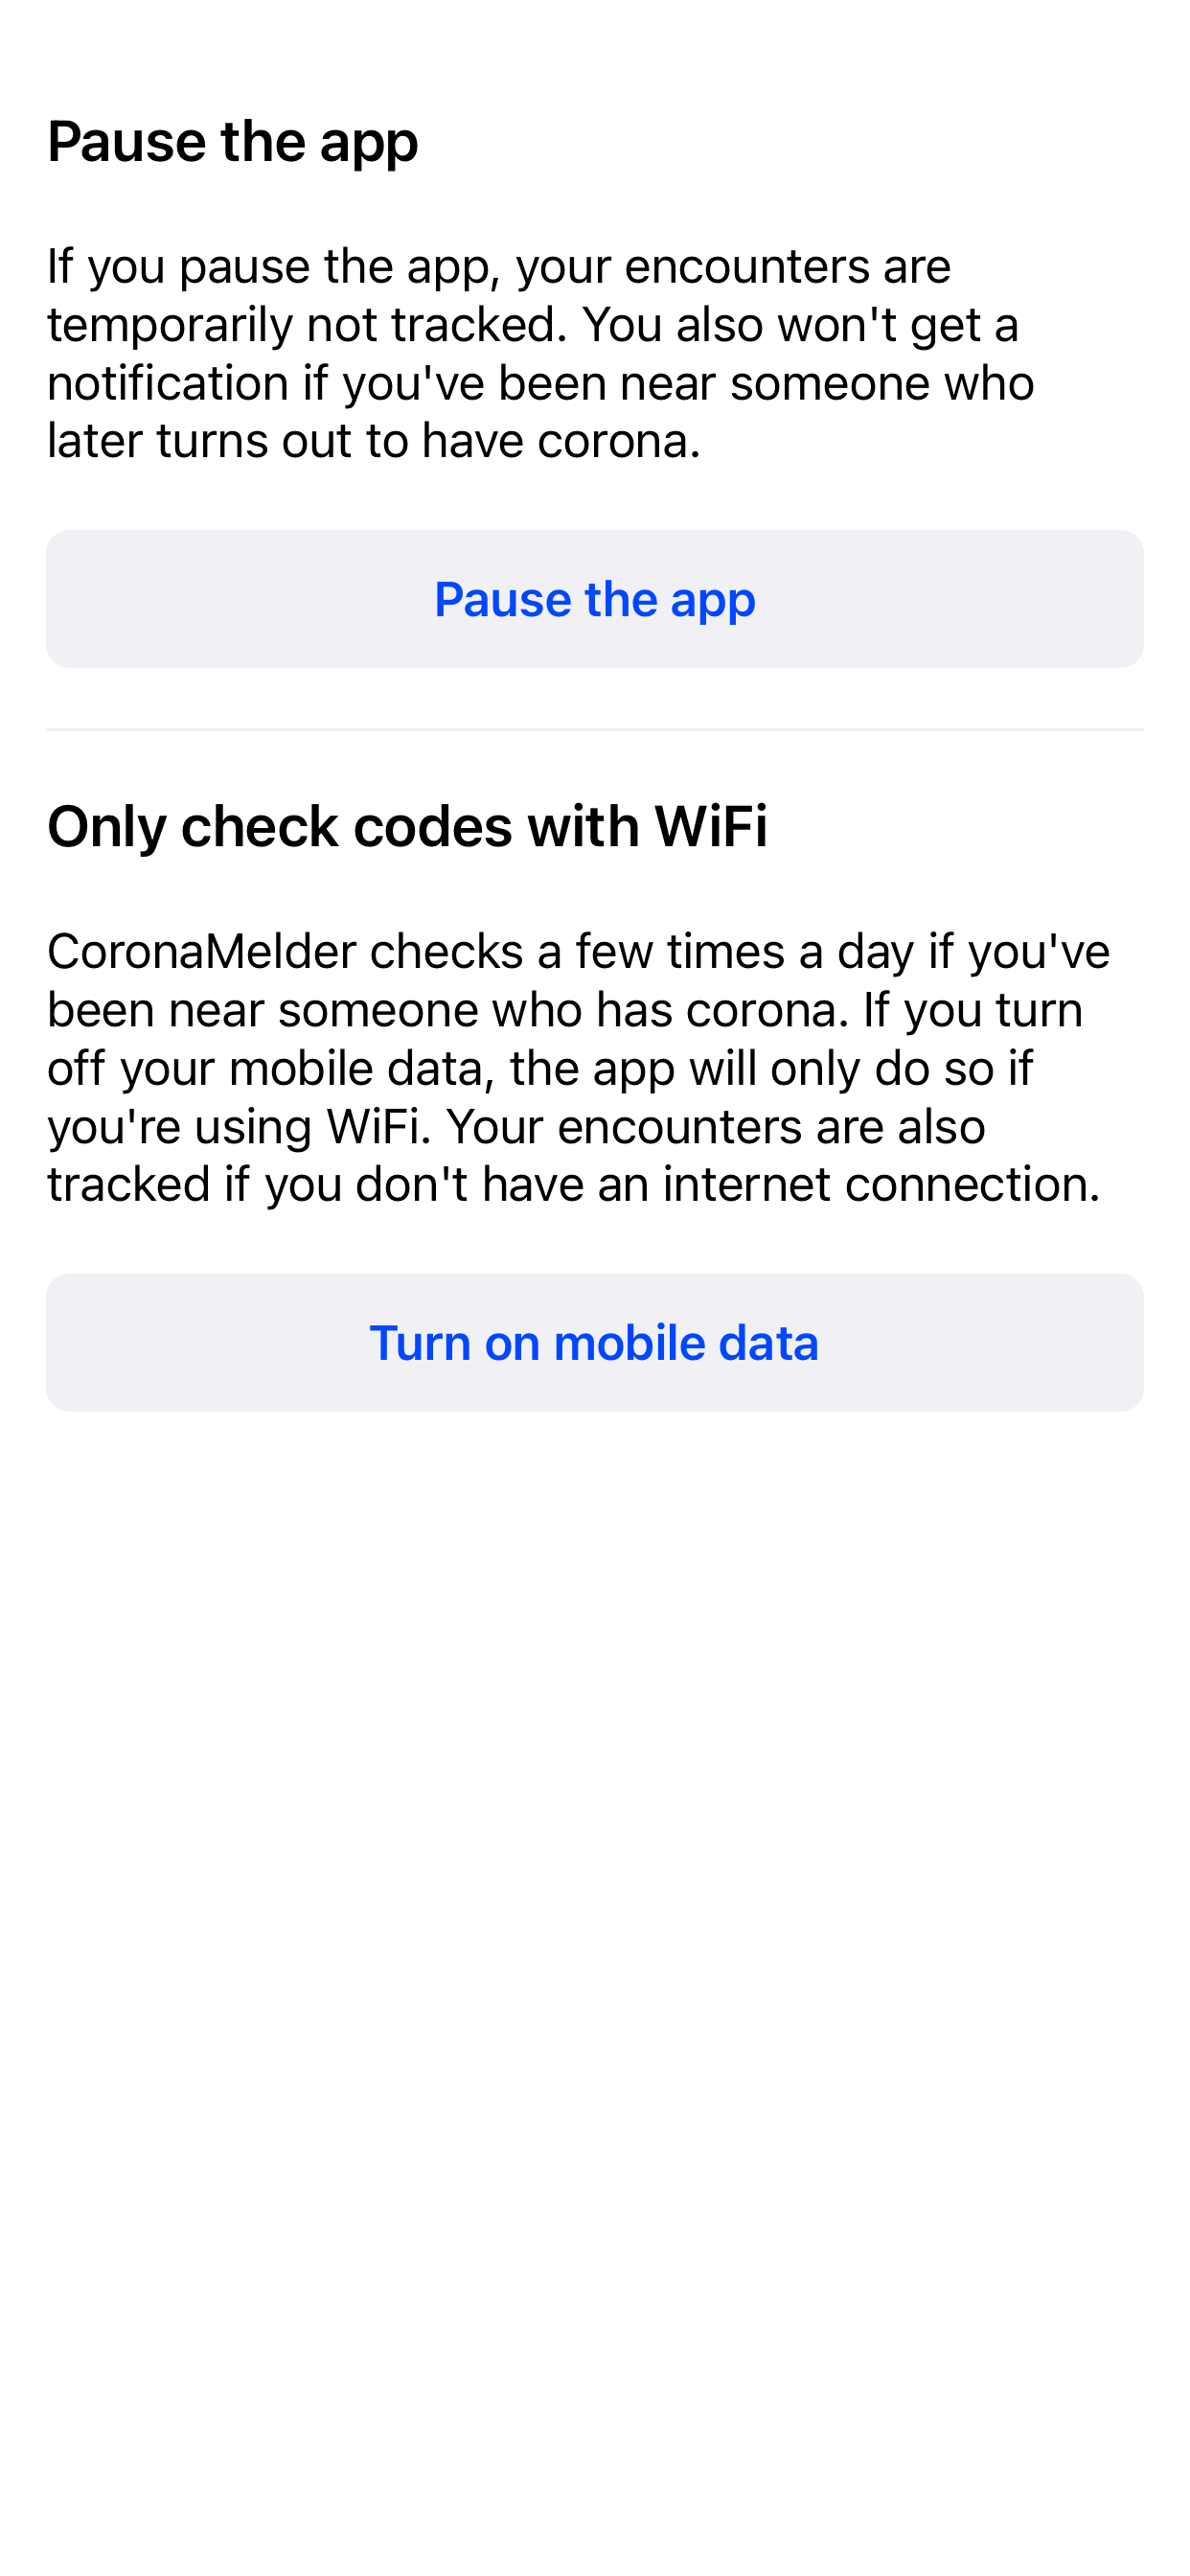 Pause the app
If you pause the app, your encounters are
temporarily not tracked. You also won't get a
notification if you've been near someone who
later turns out to have corona.
Pause the app
Only check codes with WiFi
CoronaMelder checks a few times a day if you've
been near someone who has corona. If you turn
off your mobile data, the app will only do so if
you're using WiFi. Your encounters are also
tracked if you don't have an internet connection.
Turn on mobile data